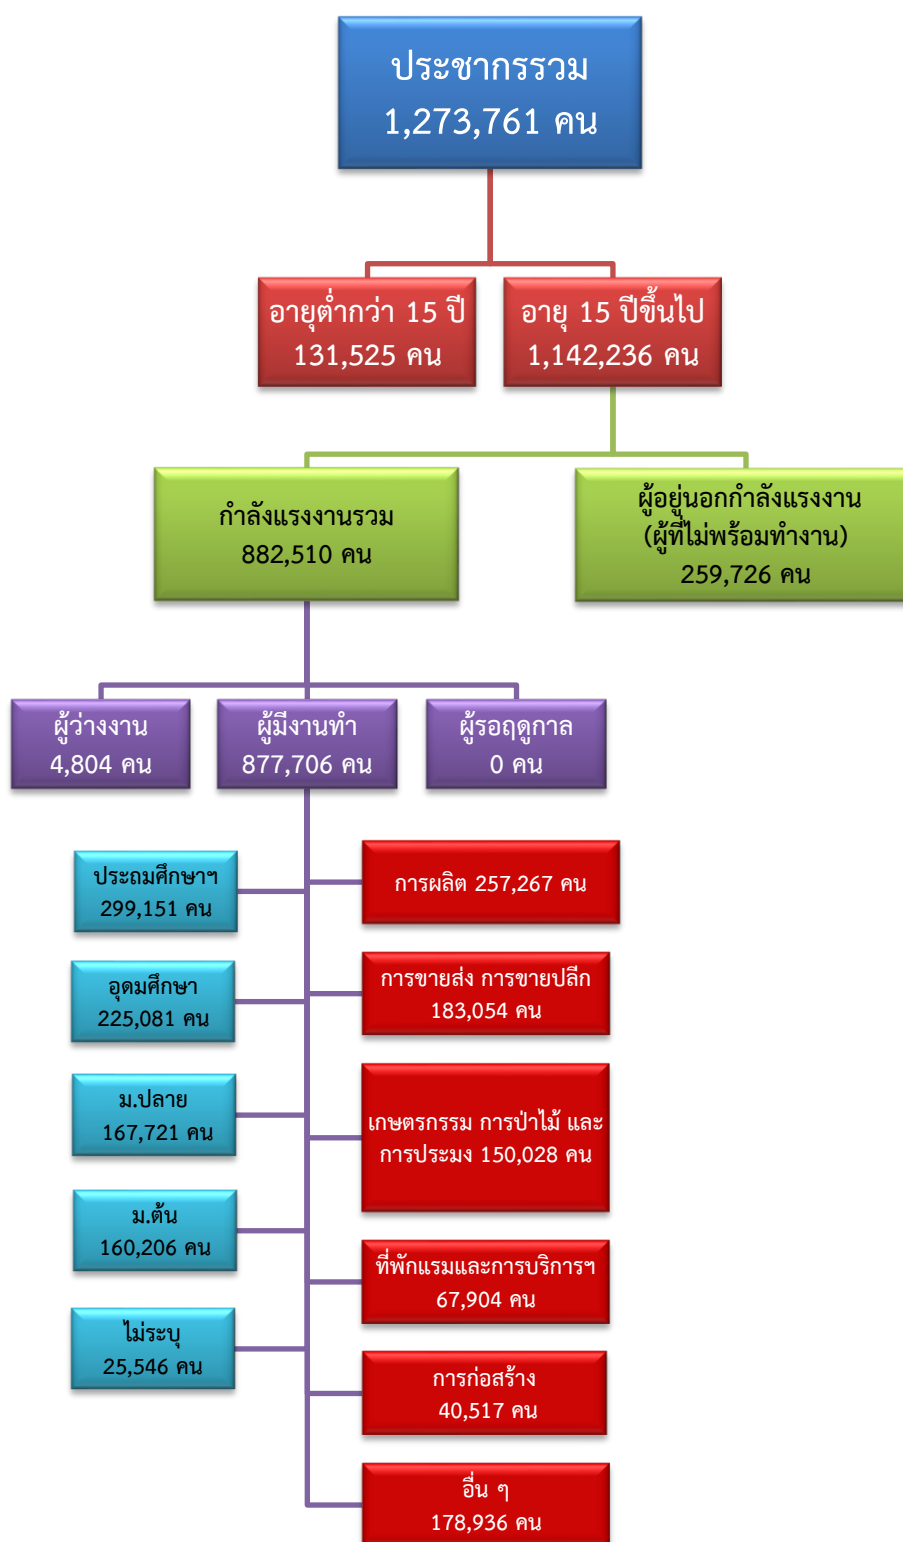 ประชากรรวม
1,273,761 คน
อายุต่ำกว่า 15 ปี
131,525 คน
อายุ 15 ปีขึ้นไป
1,142,236 คน
กำลังแรงงานรวม
882,510 คน
ผู้อยู่นอกกำลังแรงงาน
(ผู้ที่ไม่พร้อมทำงาน)
259,726 คน
ผู้ว่างงาน
4,804 คน
ผู้มีงานทำ
877,706 คน
ผู้รอฤดูกาล
0 คน
ประถมศึกษาฯ
299,151 คน
อุดมศึกษา
225,081 คน
ม.ปลาย
167,721 คน
ม.ต้น
160,206 คน
ไม่ระบุ
25,546 คน
การผลิต 257,267 คน
การขายส่ง การขายปลีก
183,054 คน
เกษตรกรรม การป่าไม้ และ
การประมง 150,028 คน
ที่พักแรมและการบริการฯ
67,904 คน
การก่อสร้าง
40,517 คน
อื่น ๆ
178,936 คน